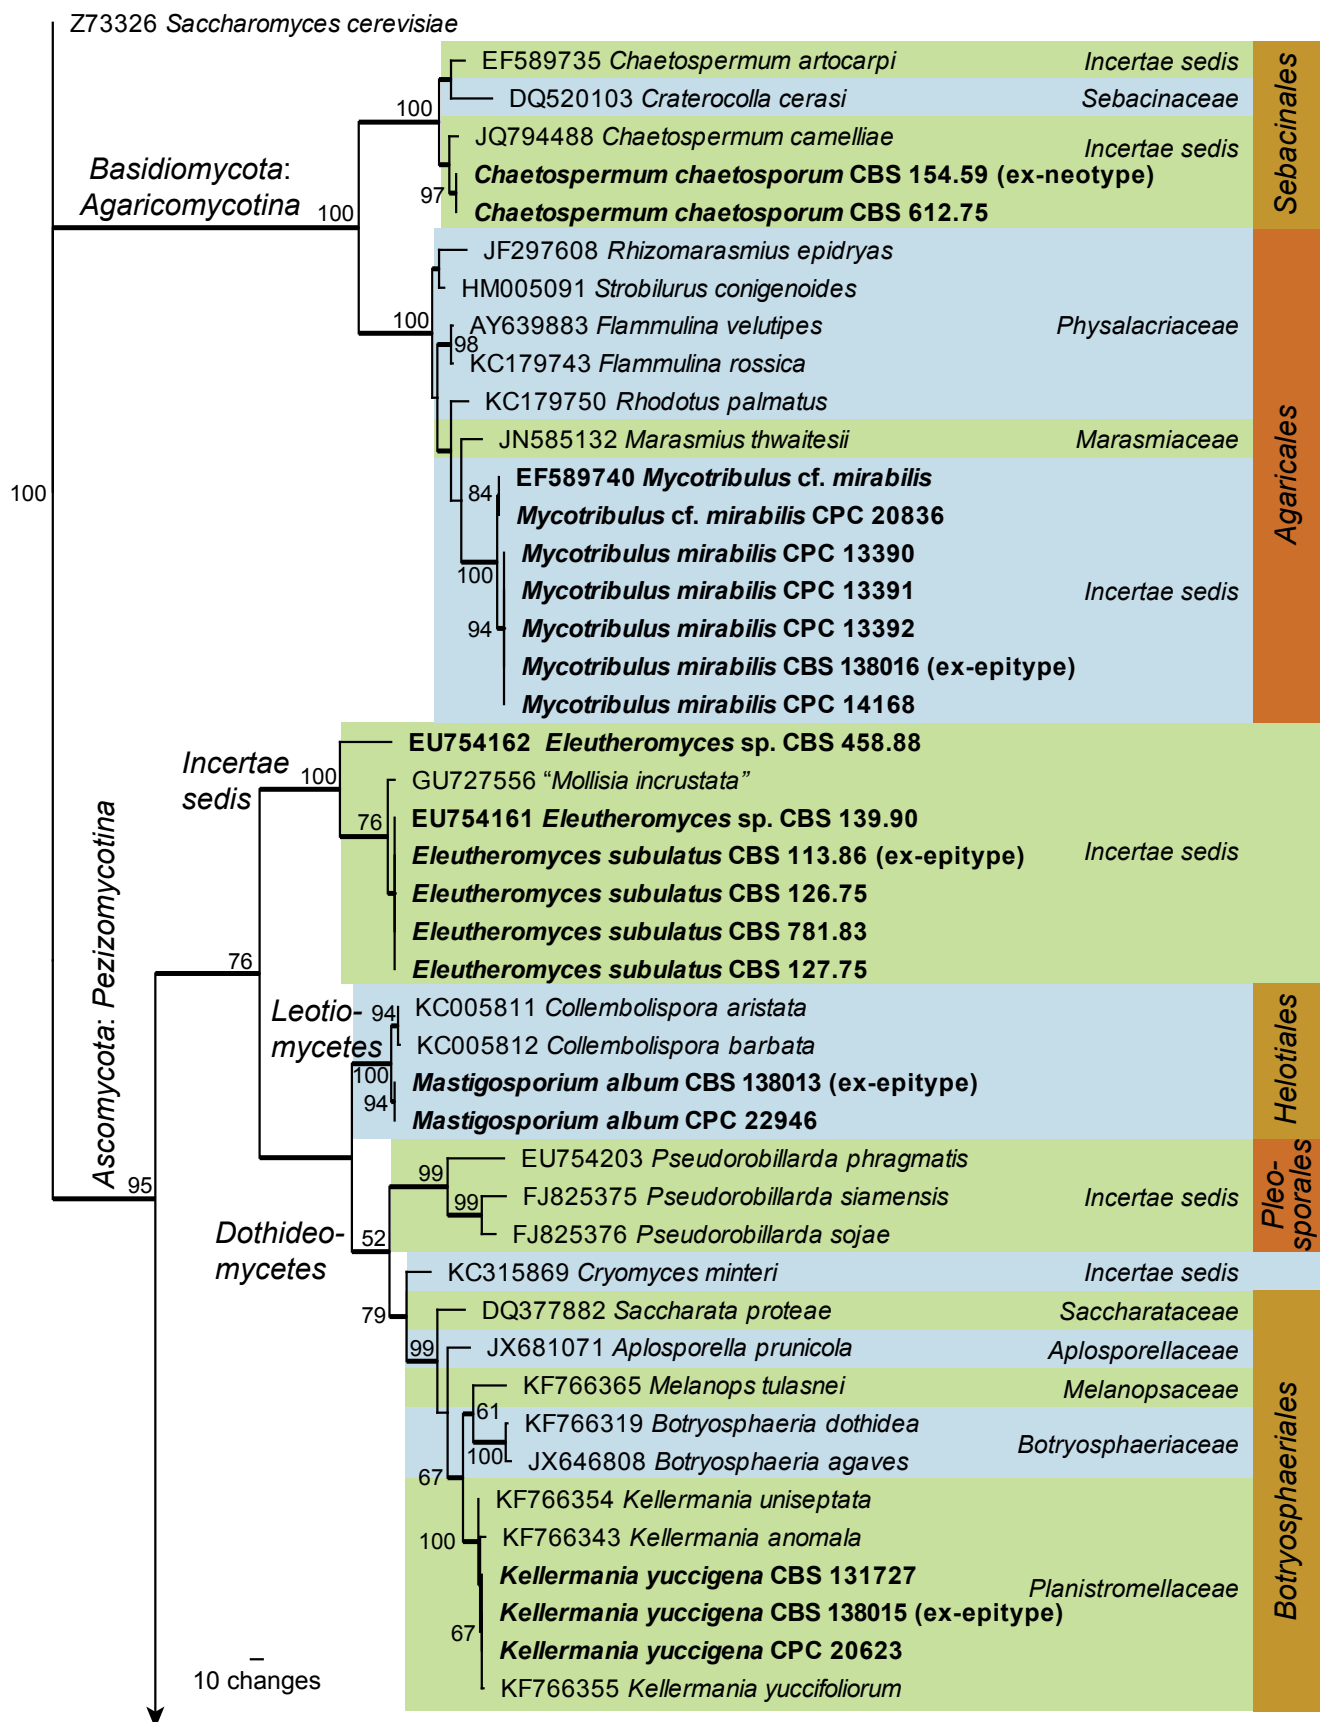 Z73326 Saccharomyces cerevisiae
EF589735 Chaetospermum artocarpi Incertae sedis
DQ520103 Craterocolla cerasi Sebacinaceae
100
JQ794488 Chaetospermum camelliae
Incertae sedis
Chaetospermum chaetosporum CBS 154.59 (ex-neotype)
97
Chaetospermum chaetosporum CBS 612.75
Sebacinales
Basidiomycota:
Agaricomycotina
100
JF297608 Rhizomarasmius epidryas
HM005091 Strobilurus conigenoides
100
AY639883 Flammulina velutipes Physalacriaceae
98
KC179743 Flammulina rossica
KC179750 Rhodotus palmatus
JN585132 Marasmius thwaitesii Marasmiaceae
EF589740 Mycotribulus cf. mirabilis
84
Mycotribulus cf. mirabilis CPC 20836
Mycotribulus mirabilis CPC 13390
100
Mycotribulus mirabilis CPC 13391 Incertae sedis
Mycotribulus mirabilis CPC 13392
94
Mycotribulus mirabilis CBS 138016 (ex-epitype)
Mycotribulus mirabilis CPC 14168
Agaricales
100
EU754162 Eleutheromyces sp. CBS 458.88
Incertae
sedis
100
GU727556 “Mollisia incrustata”
76
EU754161 Eleutheromyces sp. CBS 139.90
Eleutheromyces subulatus CBS 113.86 (ex-epitype) Incertae sedis
Eleutheromyces subulatus CBS 126.75
Eleutheromyces subulatus CBS 781.83
Eleutheromyces subulatus CBS 127.75
76
Ascomycota: Pezizomycotina
95
Leotio-
mycetes
94
KC005811 Collembolispora aristata
KC005812 Collembolispora barbata
100
Mastigosporium album CBS 138013 (ex-epitype)
94
Mastigosporium album CPC 22946
Helotiales
EU754203 Pseudorobillarda phragmatis
99
FJ825375 Pseudorobillarda siamensis Incertae sedis
99
FJ825376 Pseudorobillarda sojae
Pleo-
sporales
Dothideo-
mycetes
52
KC315869 Cryomyces minteri Incertae sedis
79
DQ377882 Saccharata proteae Saccharataceae
99
JX681071 Aplosporella prunicola Aplosporellaceae
KF766365 Melanops tulasnei Melanopsaceae
61
KF766319 Botryosphaeria dothidea
Botryosphaeriaceae
100
JX646808 Botryosphaeria agaves
67
KF766354 Kellermania uniseptata
100
KF766343 Kellermania anomala
Kellermania yuccigena CBS 131727
Planistromellaceae
Kellermania yuccigena CBS 138015 (ex-epitype)
67
Kellermania yuccigena CPC 20623
KF766355 Kellermania yuccifoliorum
Botryosphaeriales
10 changes